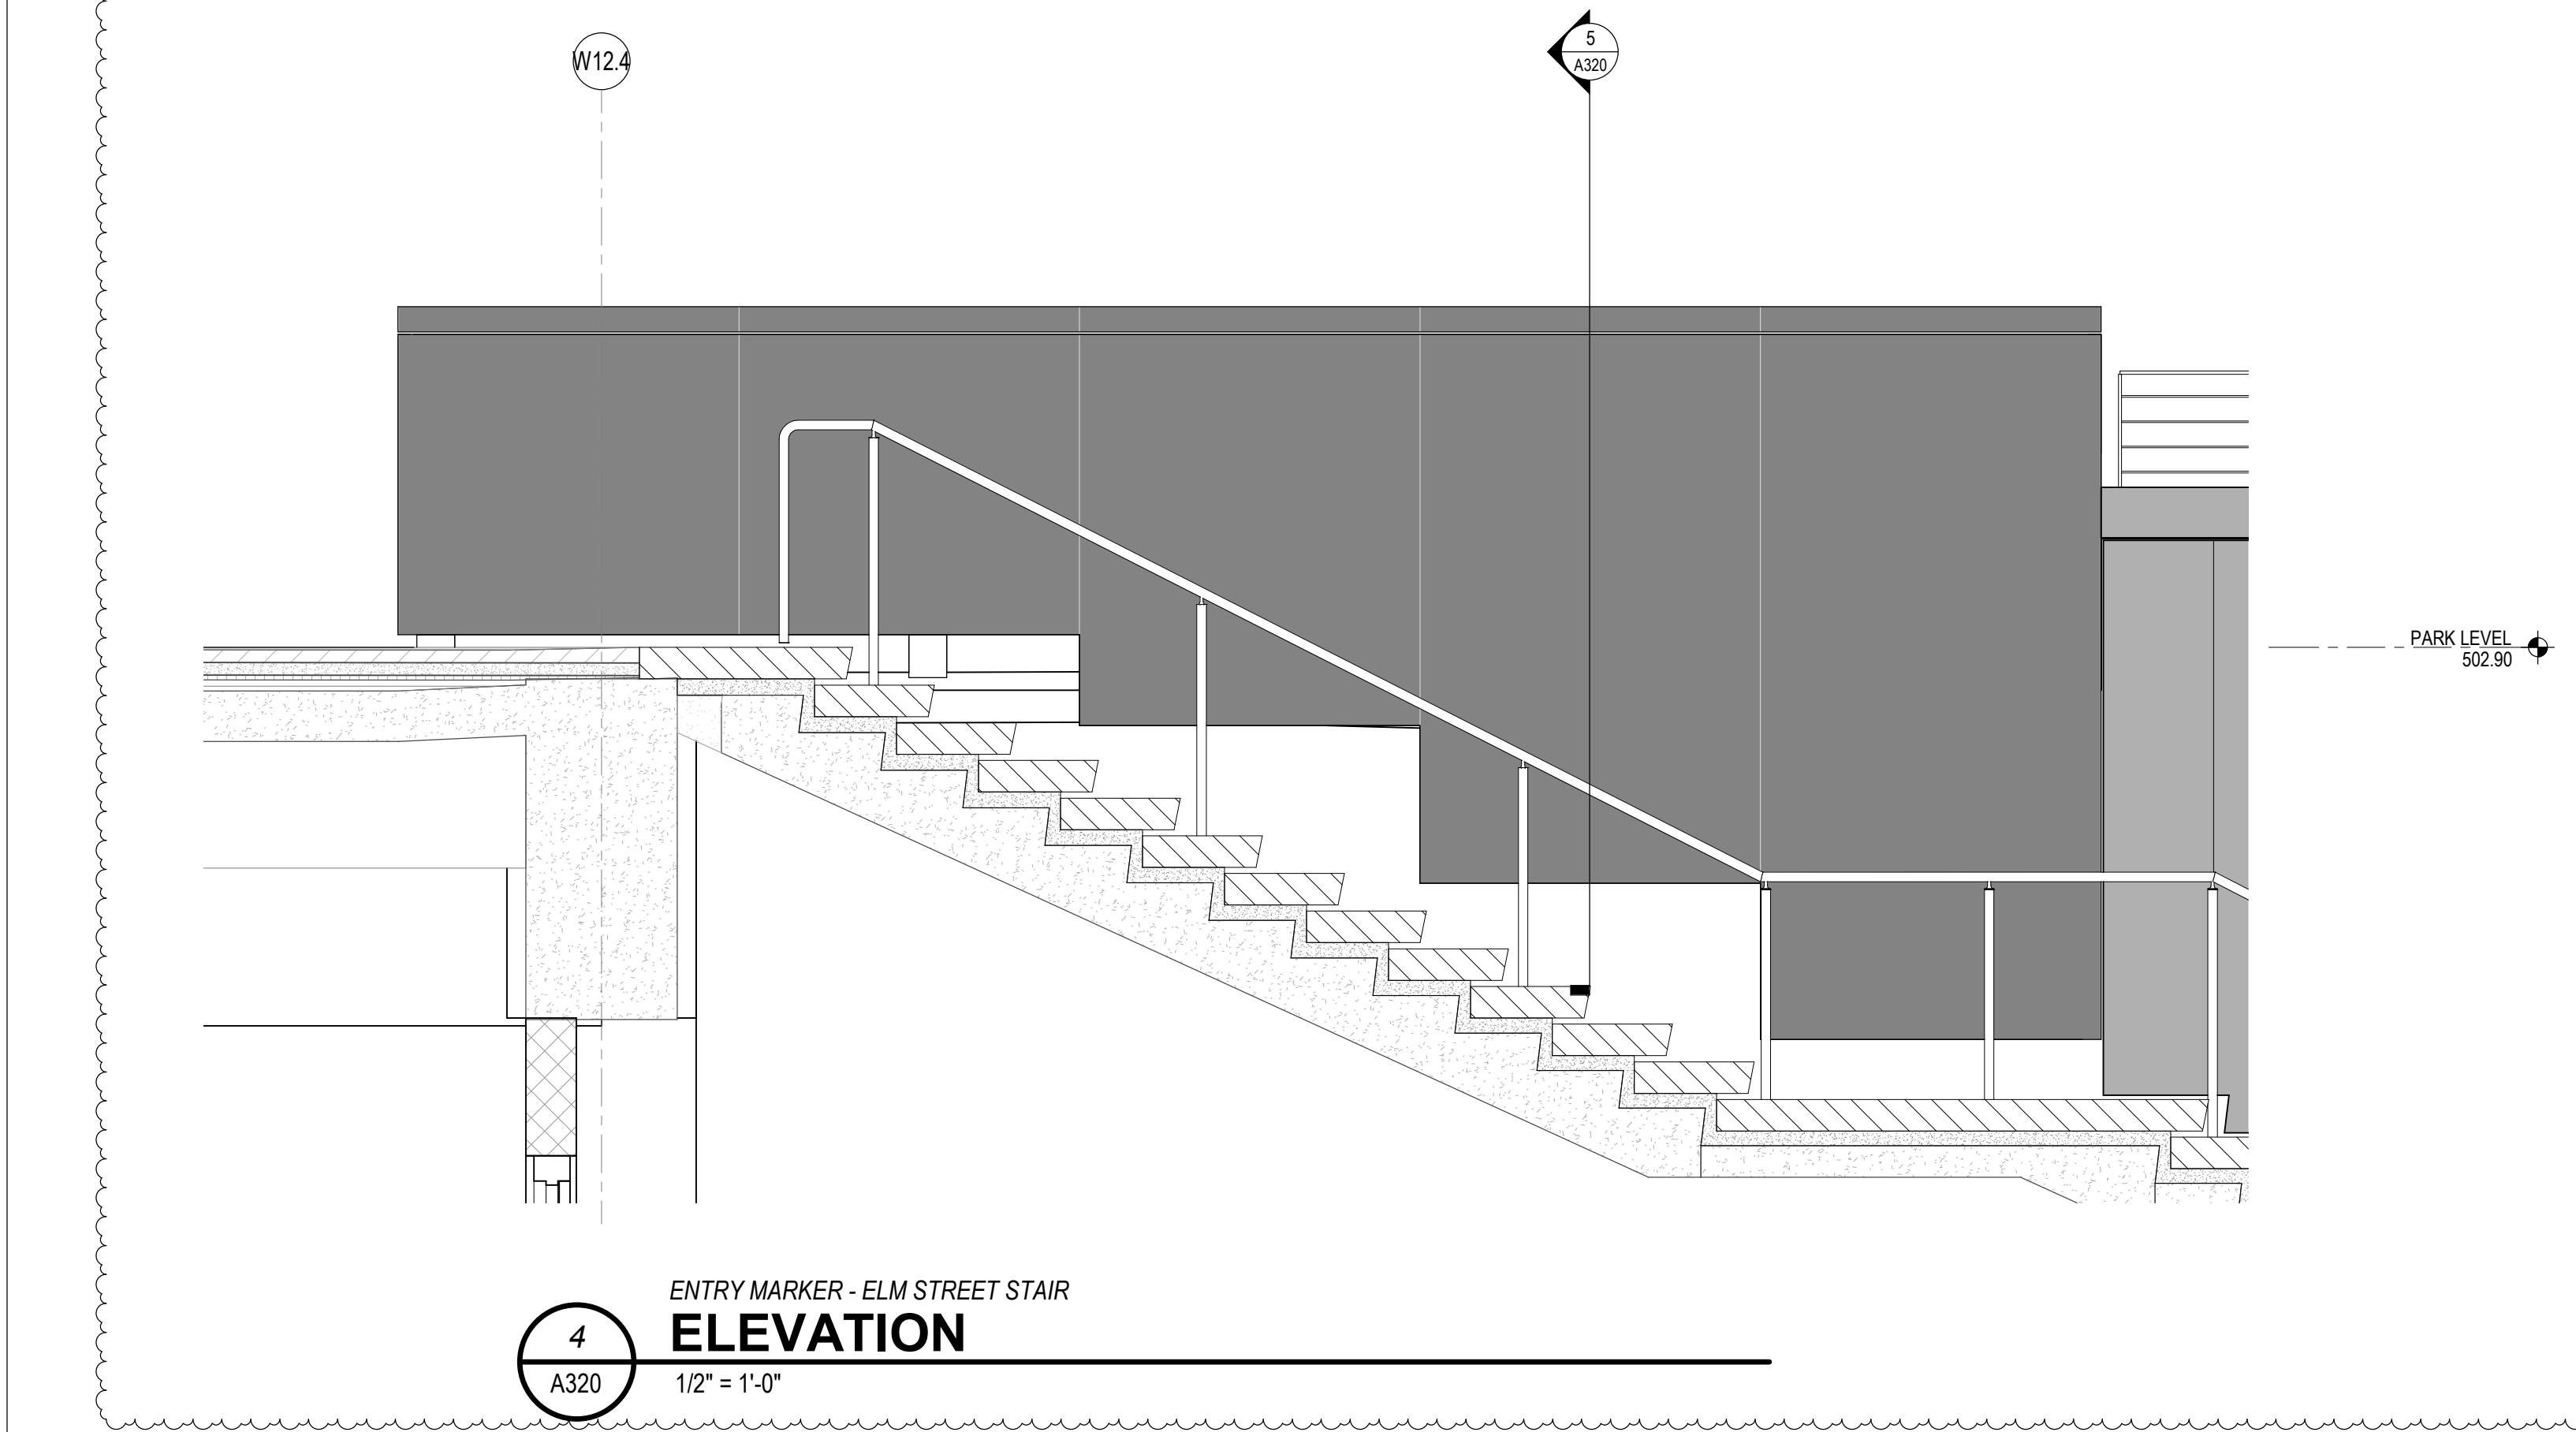 W12.4
5
A320
PARK LEVEL
502.90
ENTRY MARKER - ELM STREET STAIR
4
ELEVATION
A320
1/2" = 1'-0"